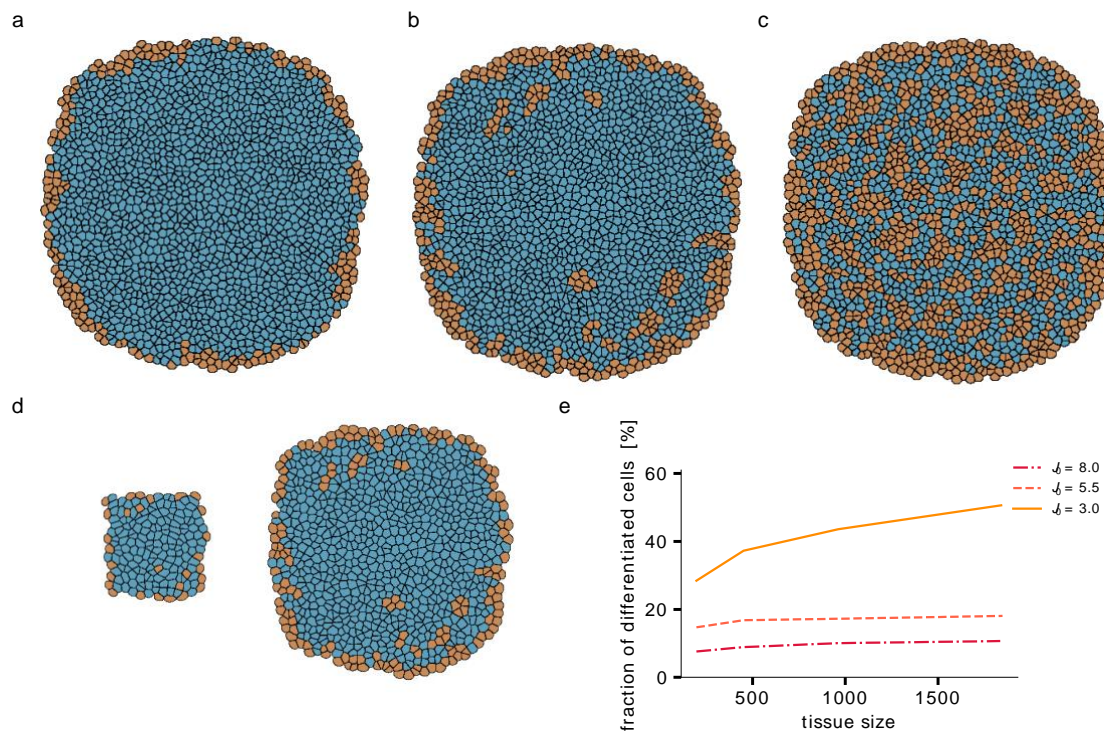 a
b
c
d
e
fraction of differentiated cells [%]
60
40
20
0
500
1000
1500
tissue size
J₀ = 8.0
J₀ = 5.5
J₀ = 3.0